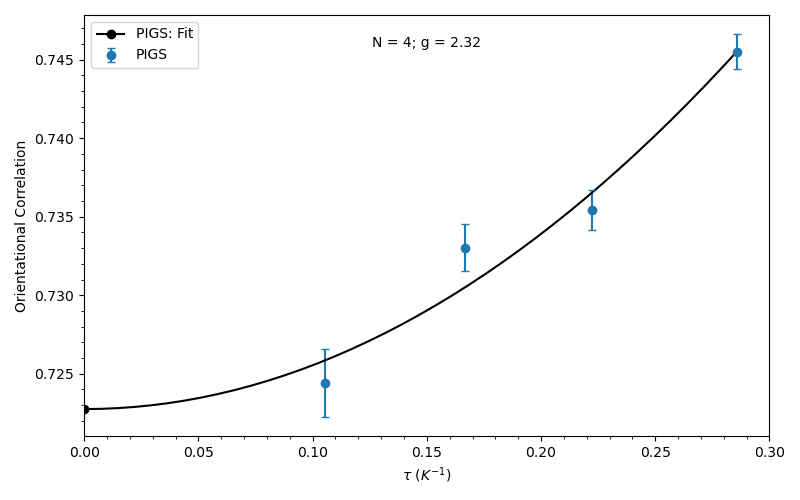 PIGS: Fit
PIGS
N = 4; g = 2.32
Orientational Correlation
0.745
0.740
0.735
0.730
0.725
0.00 0.05 0.10 0.15 0.20 0.25 0.30
τ (K⁻¹)